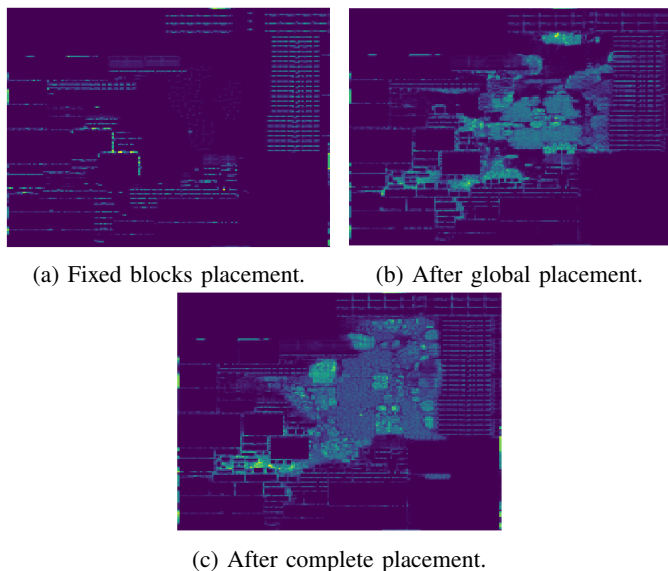 (a) Fixed blocks placement.
(b) After global placement.
(c) After complete placement.